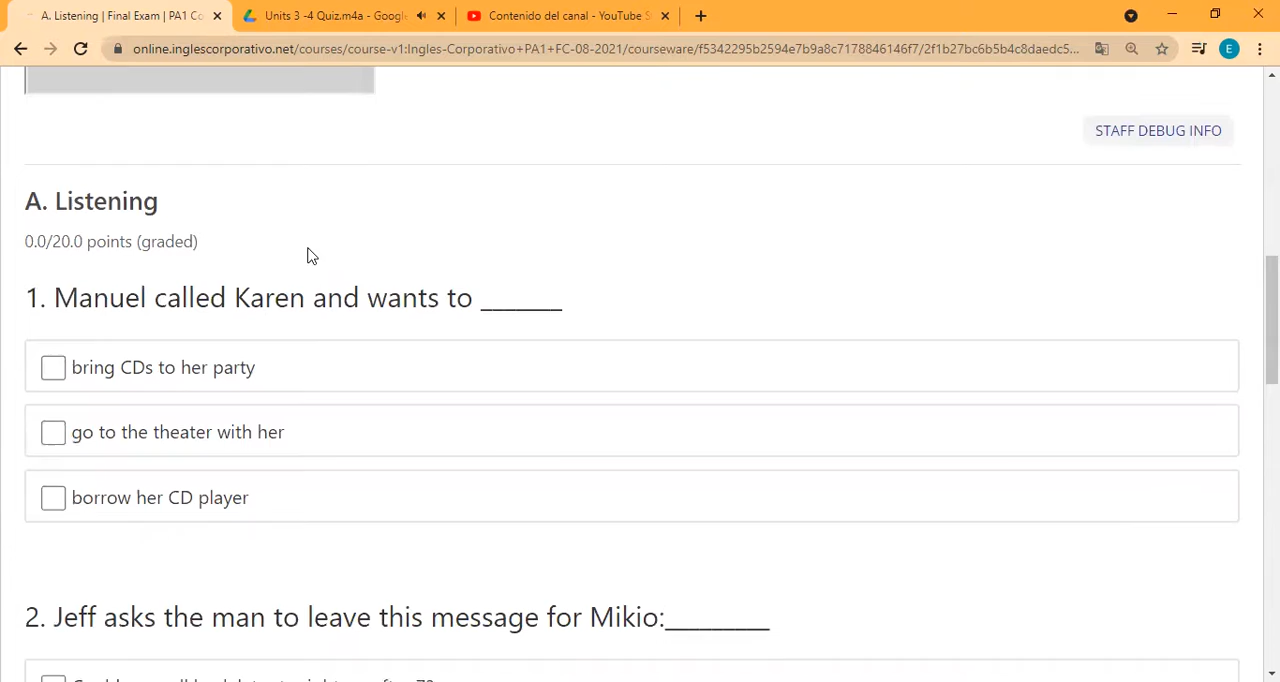 A. Listening | Final Exam | PA1 Co
Units 3 -4 Quiz.m4a - Google
Contenido del canal - YouTube S
online.inglescorporativo.net/courses/course-v1:Ingles-Corporativo+PA1+FC-08-2021/courseware/f5342295b2594e7b9a8c7178846146f7/2f1b27bc6b5b4c8daedc5...
E
STAFF DEBUG INFO
A. Listening
0.0/20.0 points (graded)
1. Manuel called Karen and wants to _______
bring CDs to her party
go to the theater with her
borrow her CD player
2. Jeff asks the man to leave this message for Mikio:_________